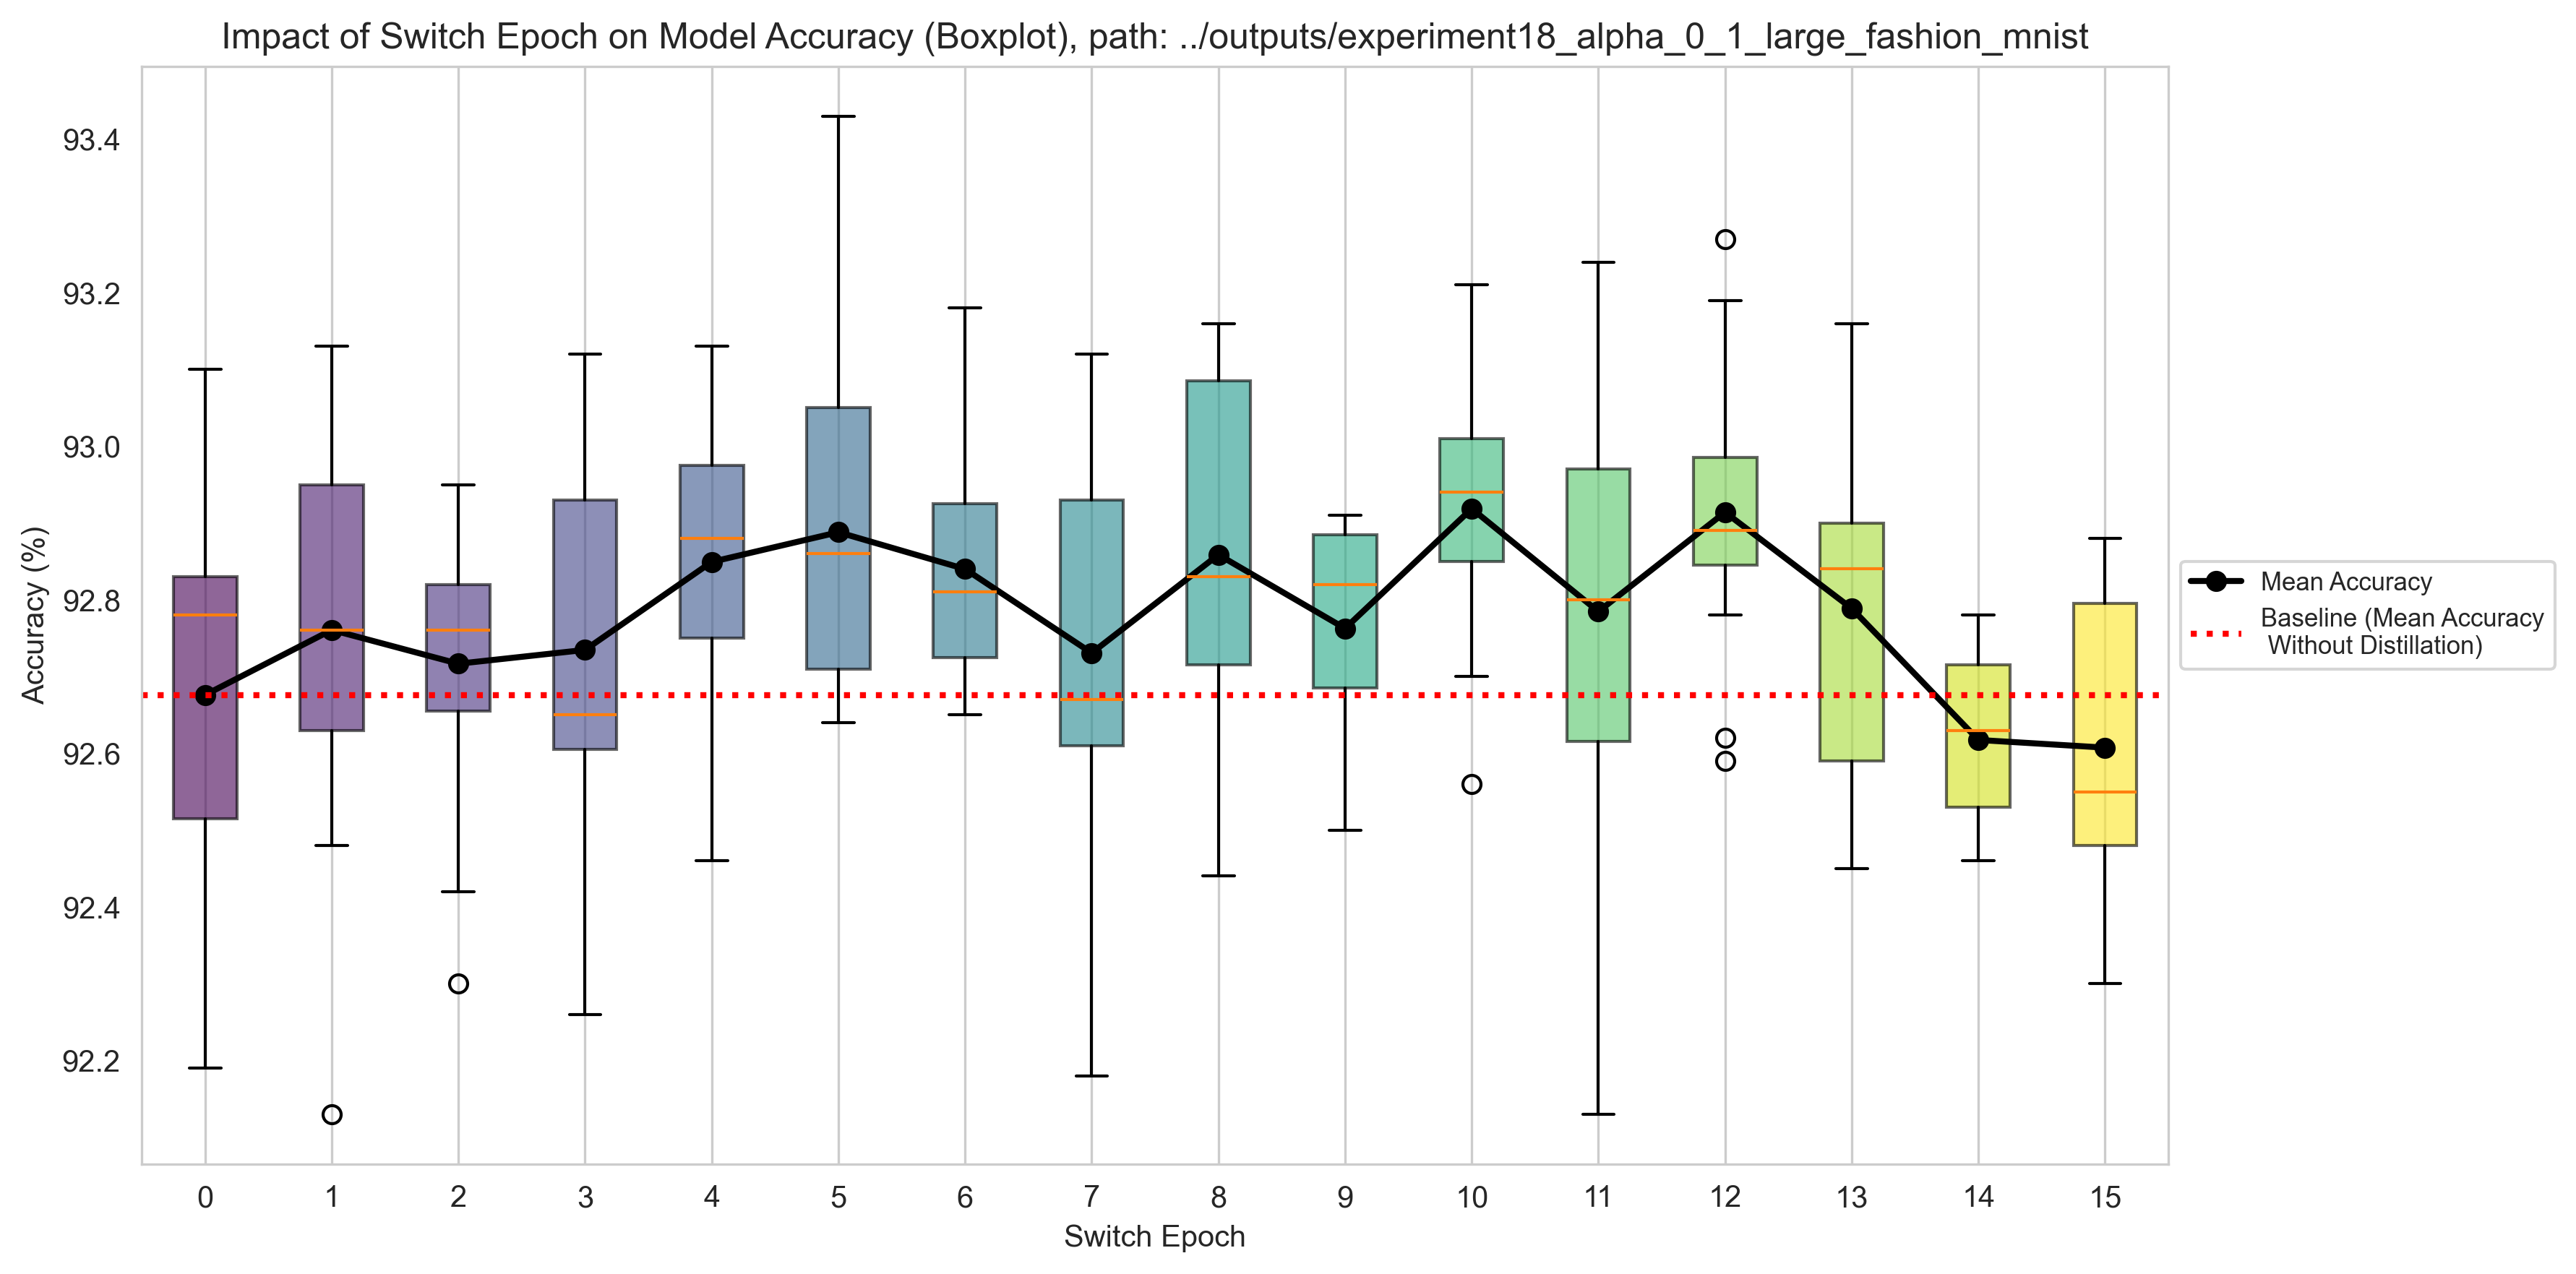 Impact of Switch Epoch on Model Accuracy (Boxplot), path: ../outputs/experiment18_alpha_0_1_large_fashion_mnist
Accuracy (%)
93.4
93.2
93.0
92.8
92.6
92.4
92.2
0 1 2 3 4 5 6 7 8 9 10 11 12 13 14 15
Switch Epoch
Mean Accuracy
Baseline (Mean Accuracy
Without Distillation)